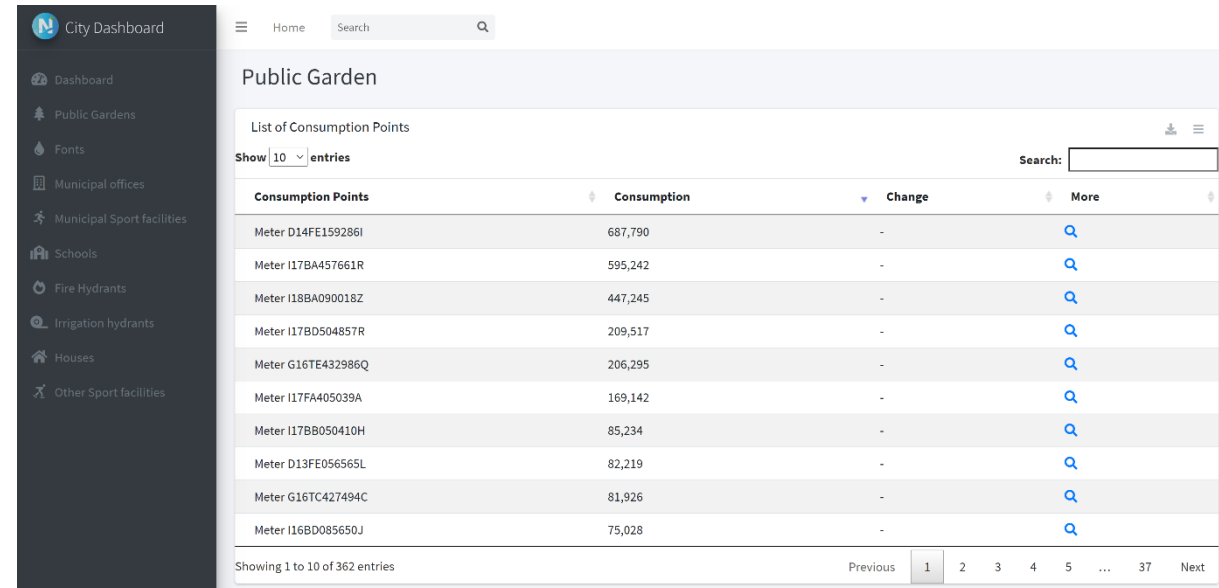 City Dashboard
Home Search
Dashboard
Public Gardens
Fonts
Municipal offices
Municipal Sport facilities
Schools
Fire Hydrants
Irrigation hydrants
Houses
Other Sport facilities
Public Garden
List of Consumption Points
Show 10 entries Search:
Consumption Points Consumption Change More
Meter D14FE159286I 687,790 -
Meter I17BA457661R 595,242 -
Meter I18BA090018Z 447,245 -
Meter I17BD504857R 209,517 -
Meter G16TE432986Q 206,295 -
Meter I17FA405039A 169,142 -
Meter I17BB050410H 85,234 -
Meter D13FE056565L 82,219 -
Meter G16TC427494C 81,926 -
Meter I16BD085650J 75,028 -
Showing 1 to 10 of 362 entries Previous 1 2 3 4 5 ... 37 Next